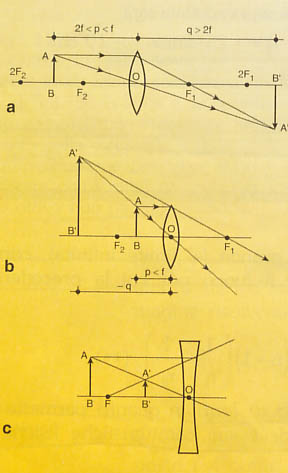 2f < p < f
q > 2f
A
2F2
B
F2
O
F1
2F1
B'
A'
a
A'
A
O
B'
F2
B
F1
p < f
b
– q
A
A'
B
F
B'
O
c